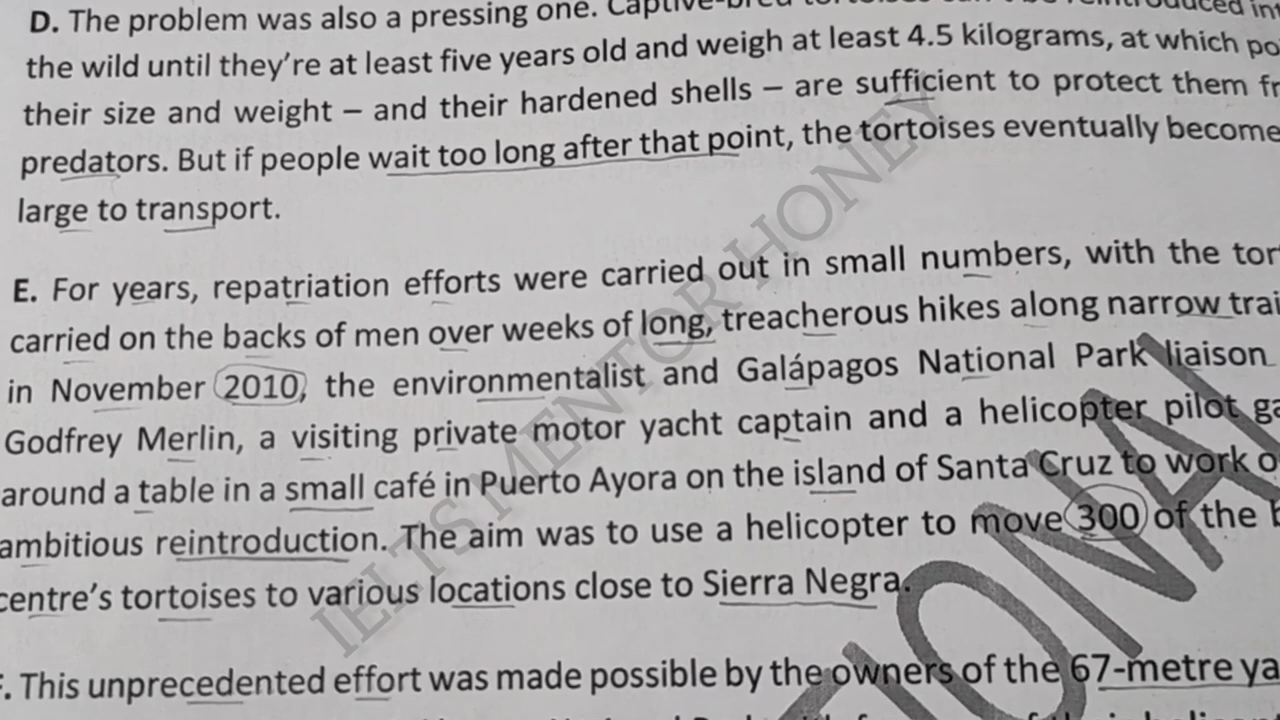 D. The problem was also a pressing one.
the wild until they're at least five years old and weigh at least 4.5 kilograms, at which po
their size and weight – and their hardened shells – are sufficient to protect them fr
predators. But if people wait too long after that point, the tortoises eventually become
large to transport.
E. For years, repatriation efforts were carried out in small numbers, with the tor
carried on the backs of men over weeks of long, treacherous hikes along narrow trai
in November 2010, the environmentalist and Galápagos National Park liaison
Godfrey Merlin, a visiting private motor yacht captain and a helicopter pilot ga
around a table in a small café in Puerto Ayora on the island of Santa Cruz to work o
ambitious reintroduction. The aim was to use a helicopter to move 300 of the b
centre's tortoises to various locations close to Sierra Negra.
F. This unprecedented effort was made possible by the owners of the 67-metre ya
IELTS MENTOR HONEY